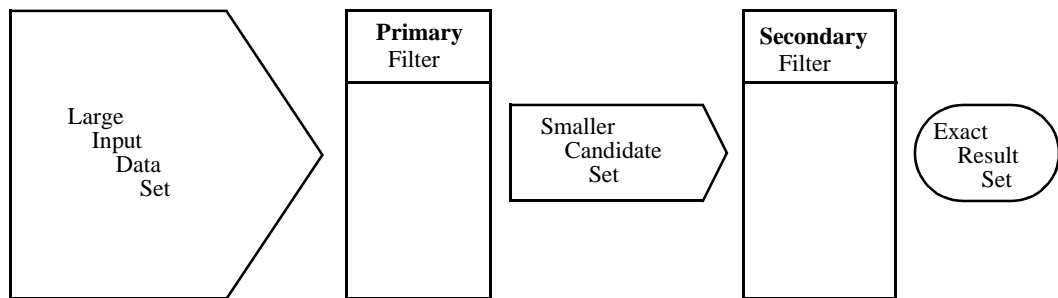 Large
Input
Data
Set
Primary
Filter
Smaller
Candidate
Set
Secondary
Filter
Exact
Result
Set